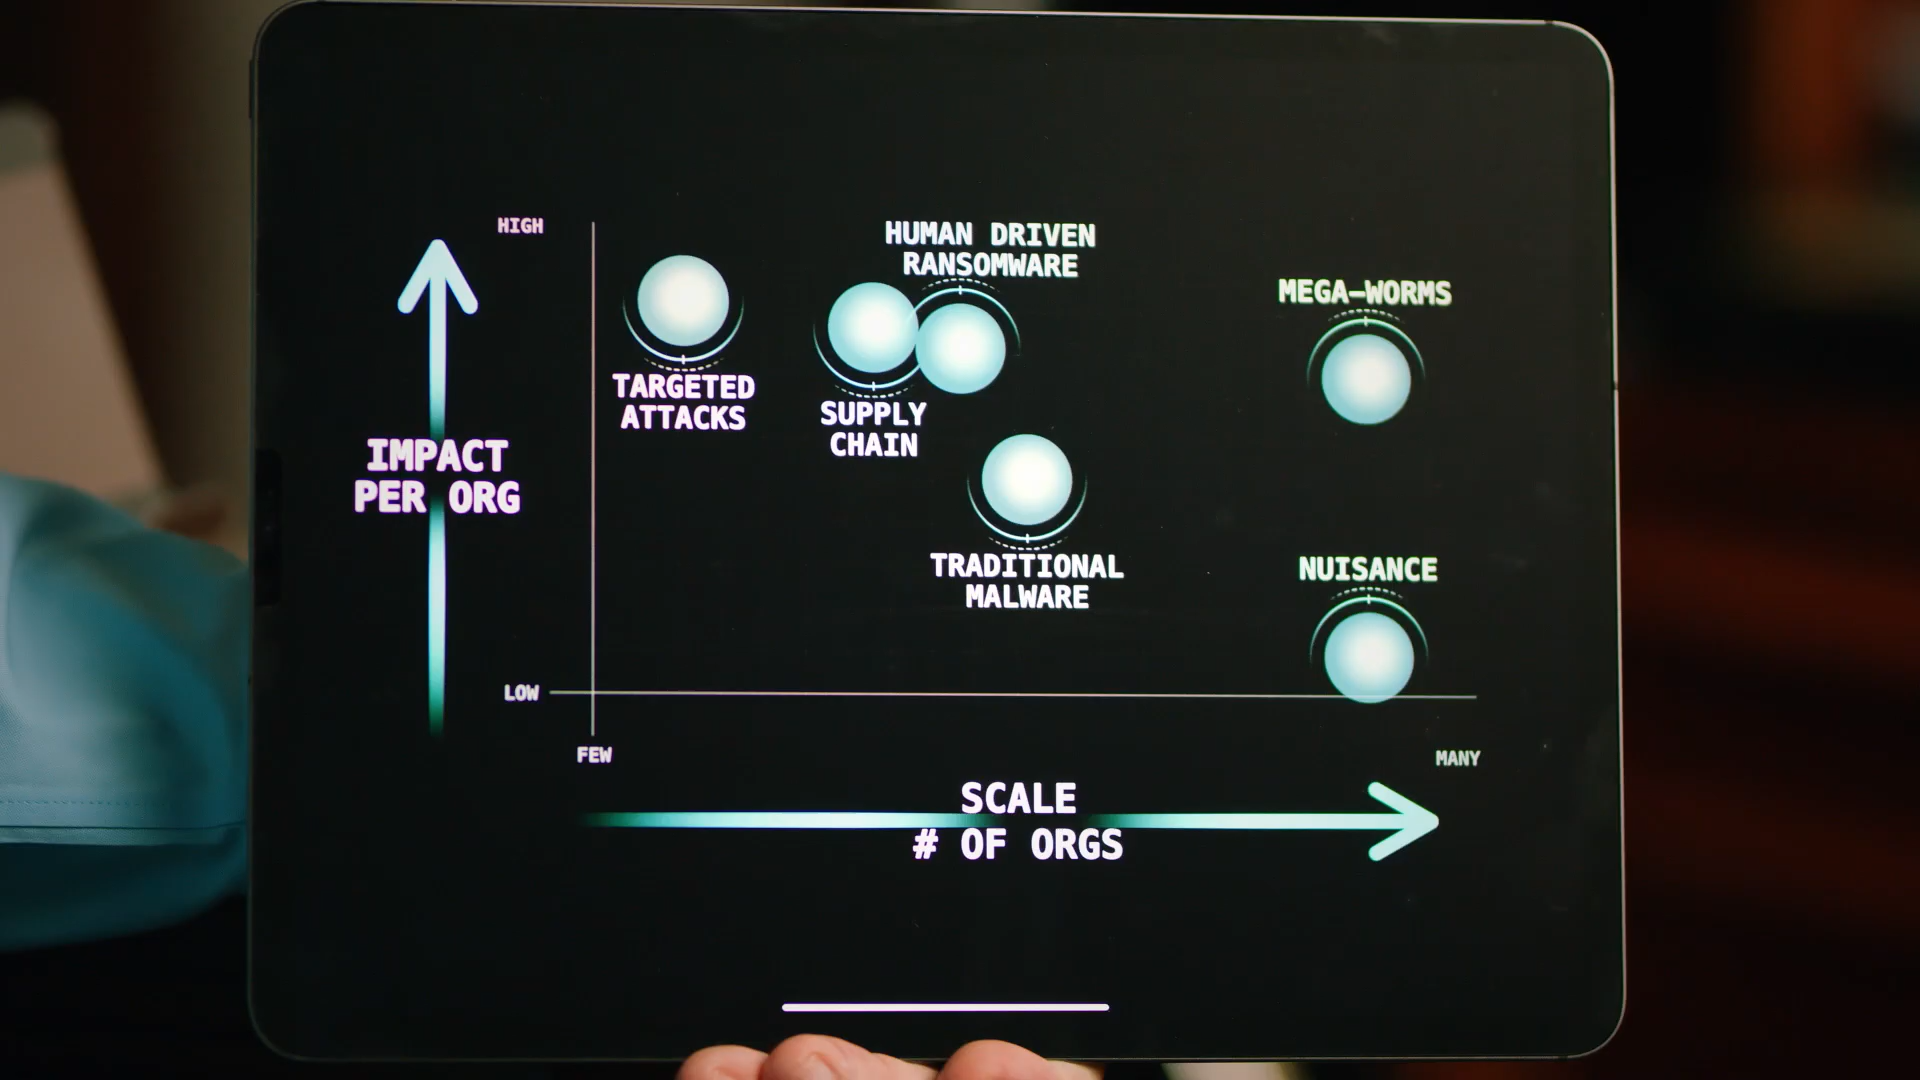 HIGH
HUMAN DRIVEN
RANSOMWARE
MEGA-WORMS
TARGETED
ATTACKS
SUPPLY
CHAIN
IMPACT
PER ORG
TRADITIONAL
MALWARE
NUISANCE
LOW
FEW
MANY
SCALE
# OF ORGS